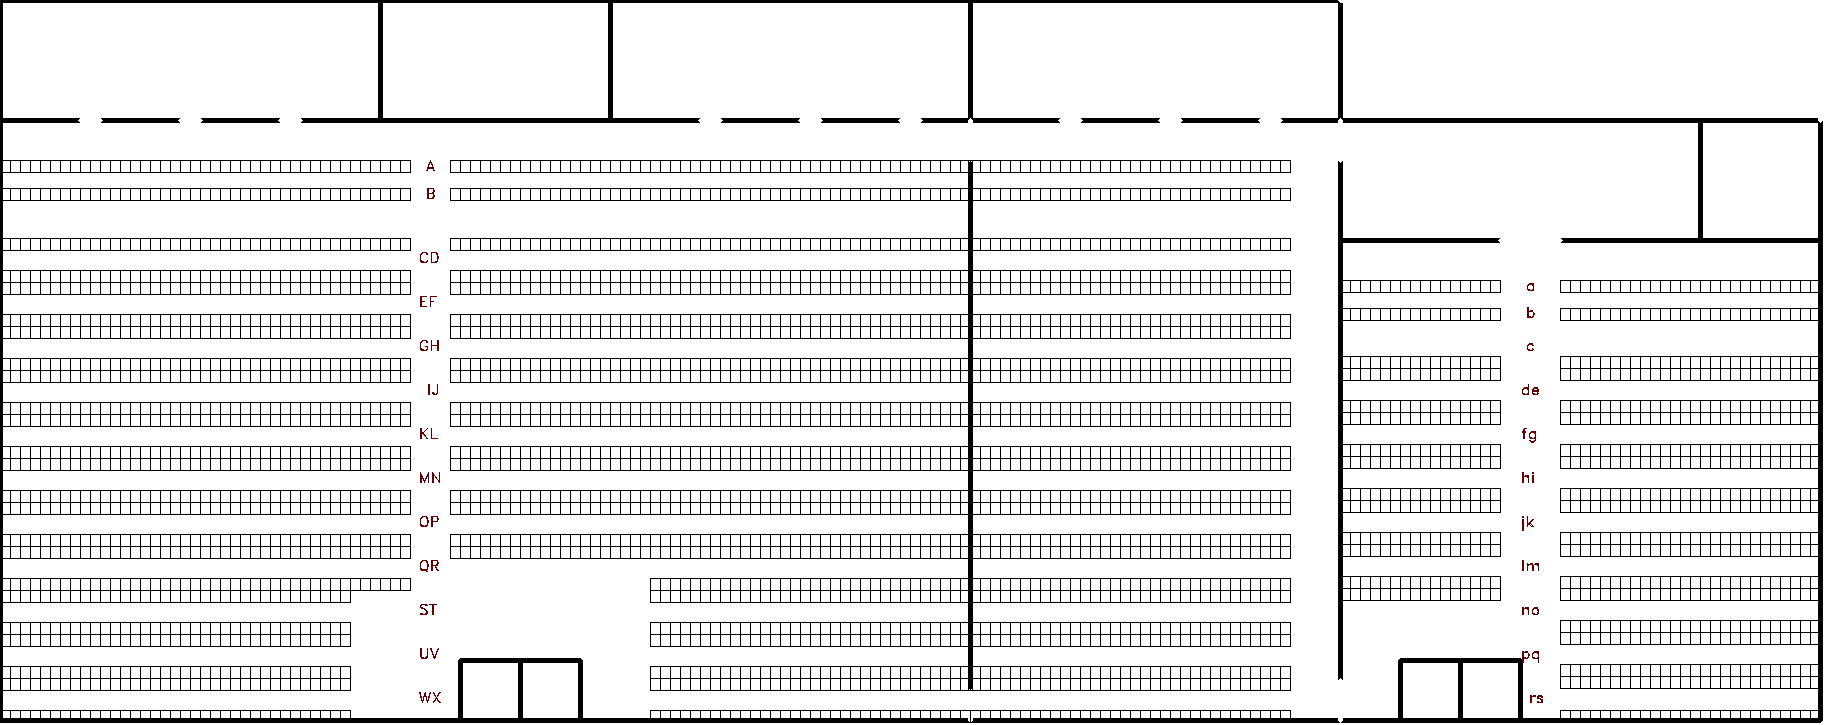 A
B
CD
EF
GH
IJ
KL
MN
OP
QR
ST
UV
WX
a
b
c
de
fg
hi
jk
lm
no
pq
rs